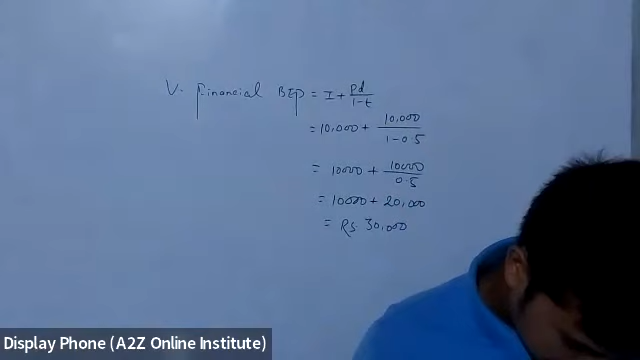 V. Financial BEP = I + Pd/1-t
= 10,000 + 10,000/1-0.5
= 10000 + 10000/0.5
= 10000 + 20,000
= Rs. 30,000
Display Phone (A2Z Online Institute)